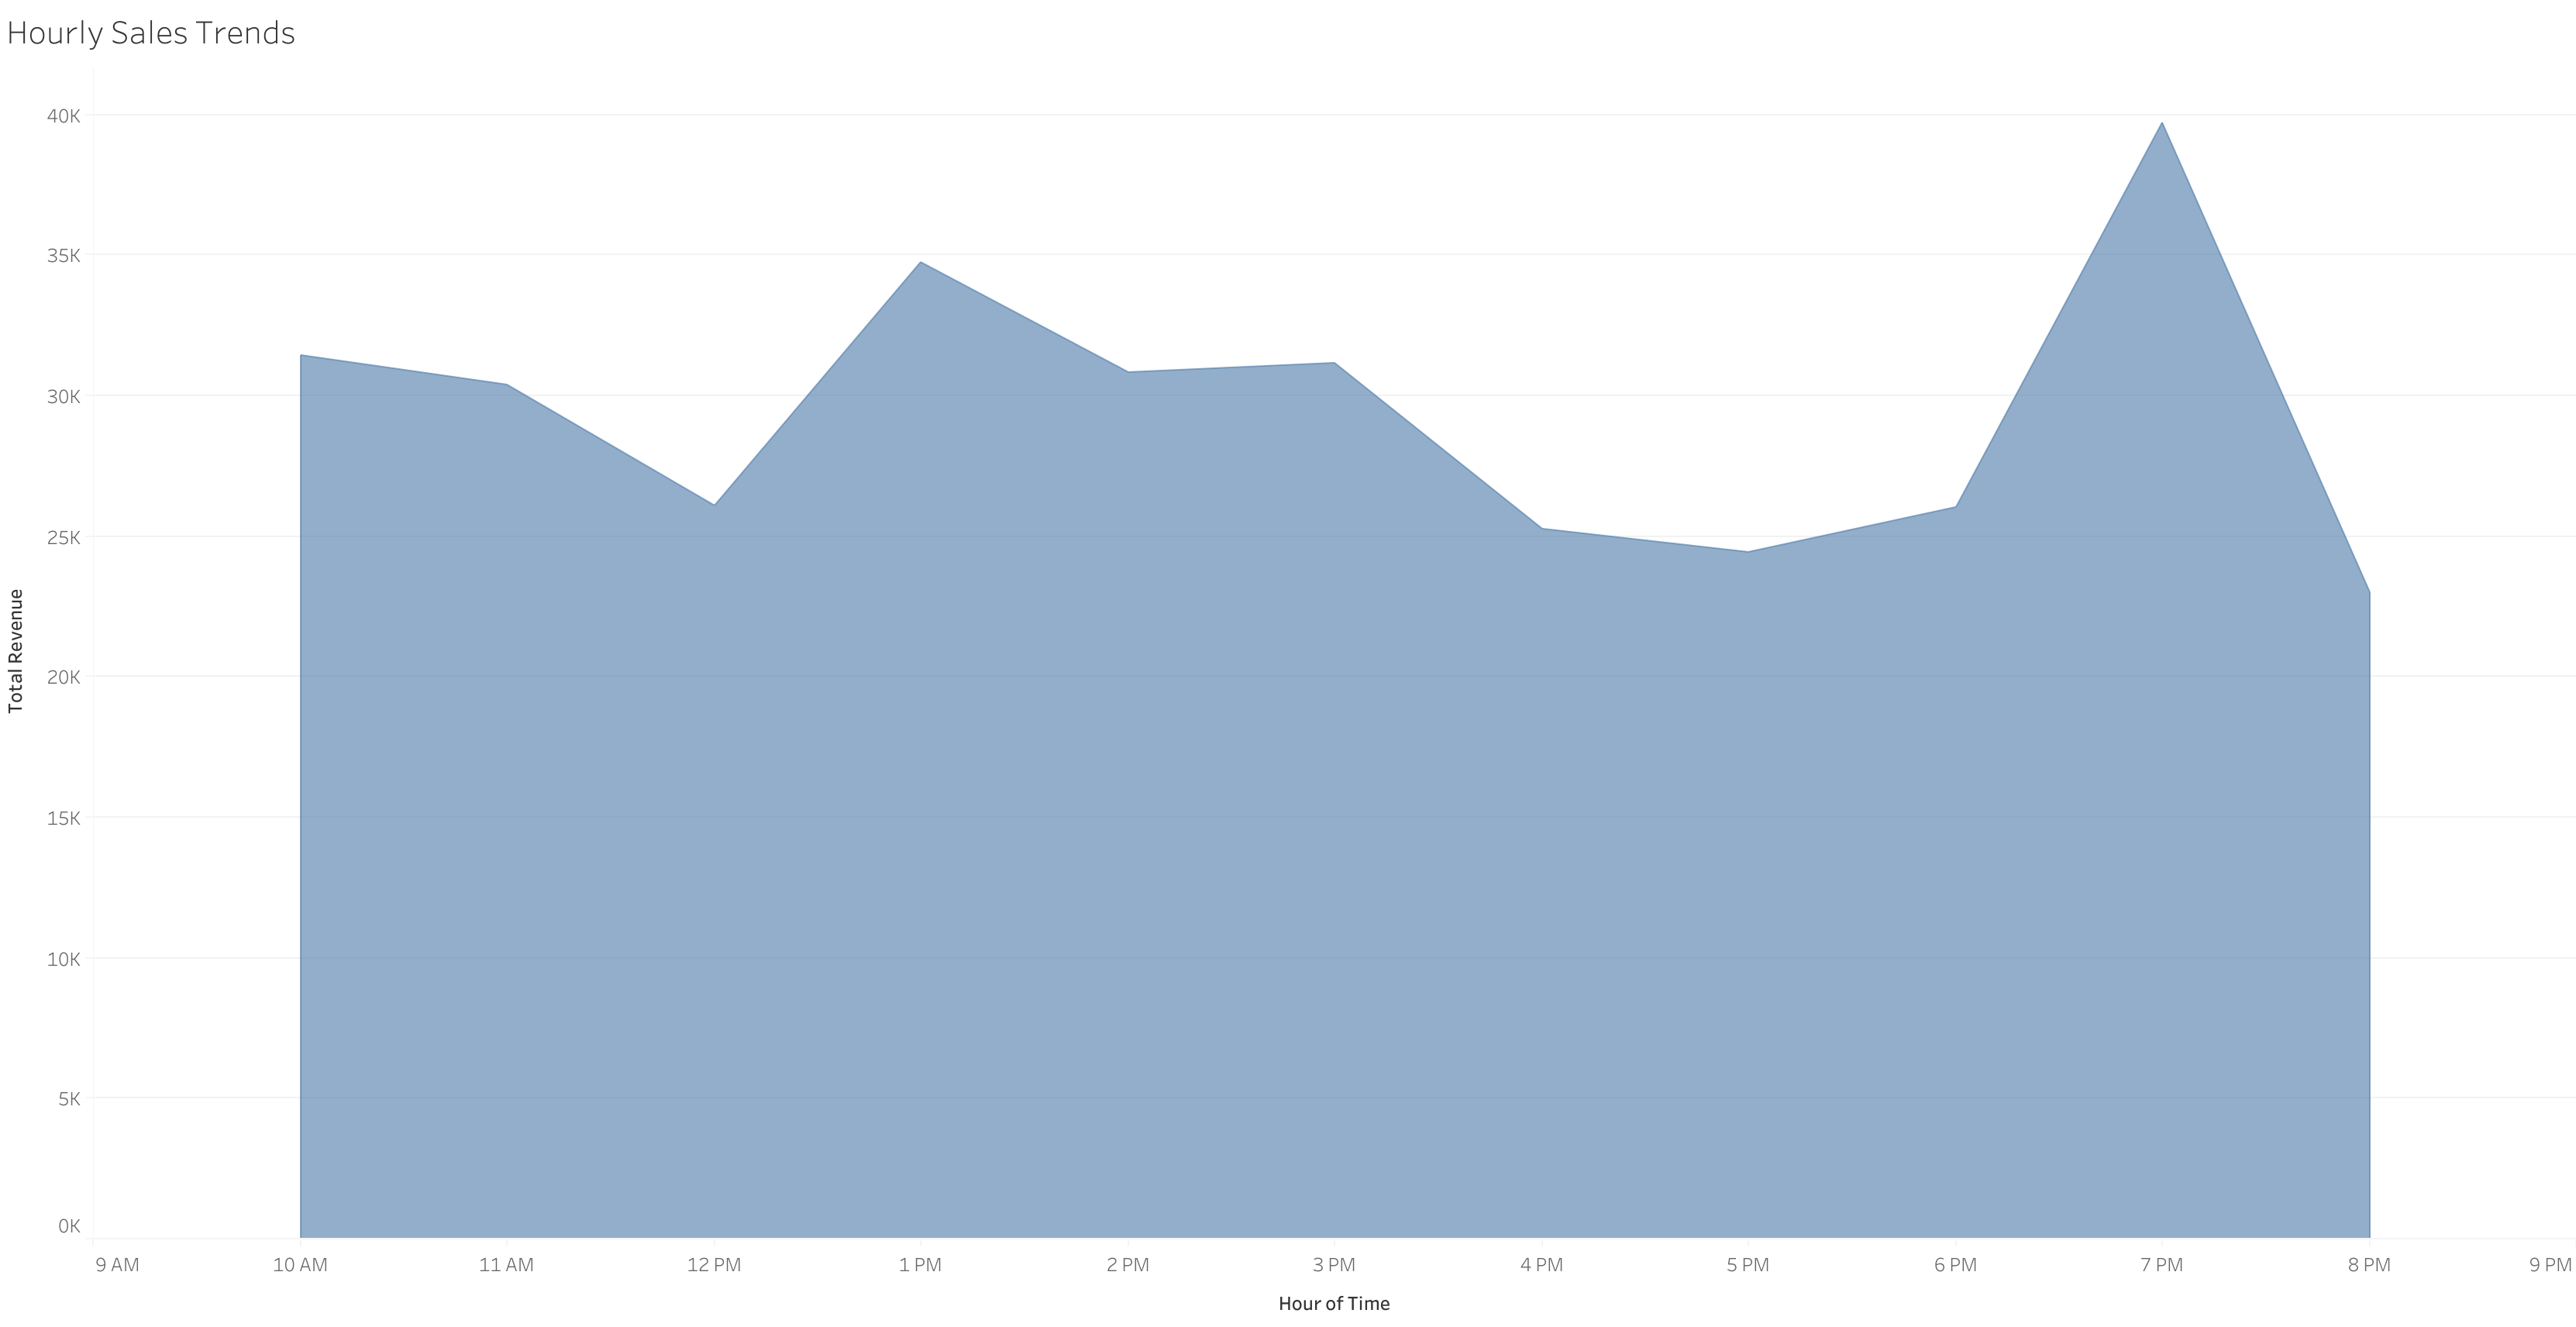 Hourly Sales Trends
40K
35K
30K
25K
20K
15K
10K
5K
0K
Total Revenue
9 AM 10 AM 11 AM 12 PM 1 PM 2 PM 3 PM 4 PM 5 PM 6 PM 7 PM 8 PM 9 PM
Hour of Time